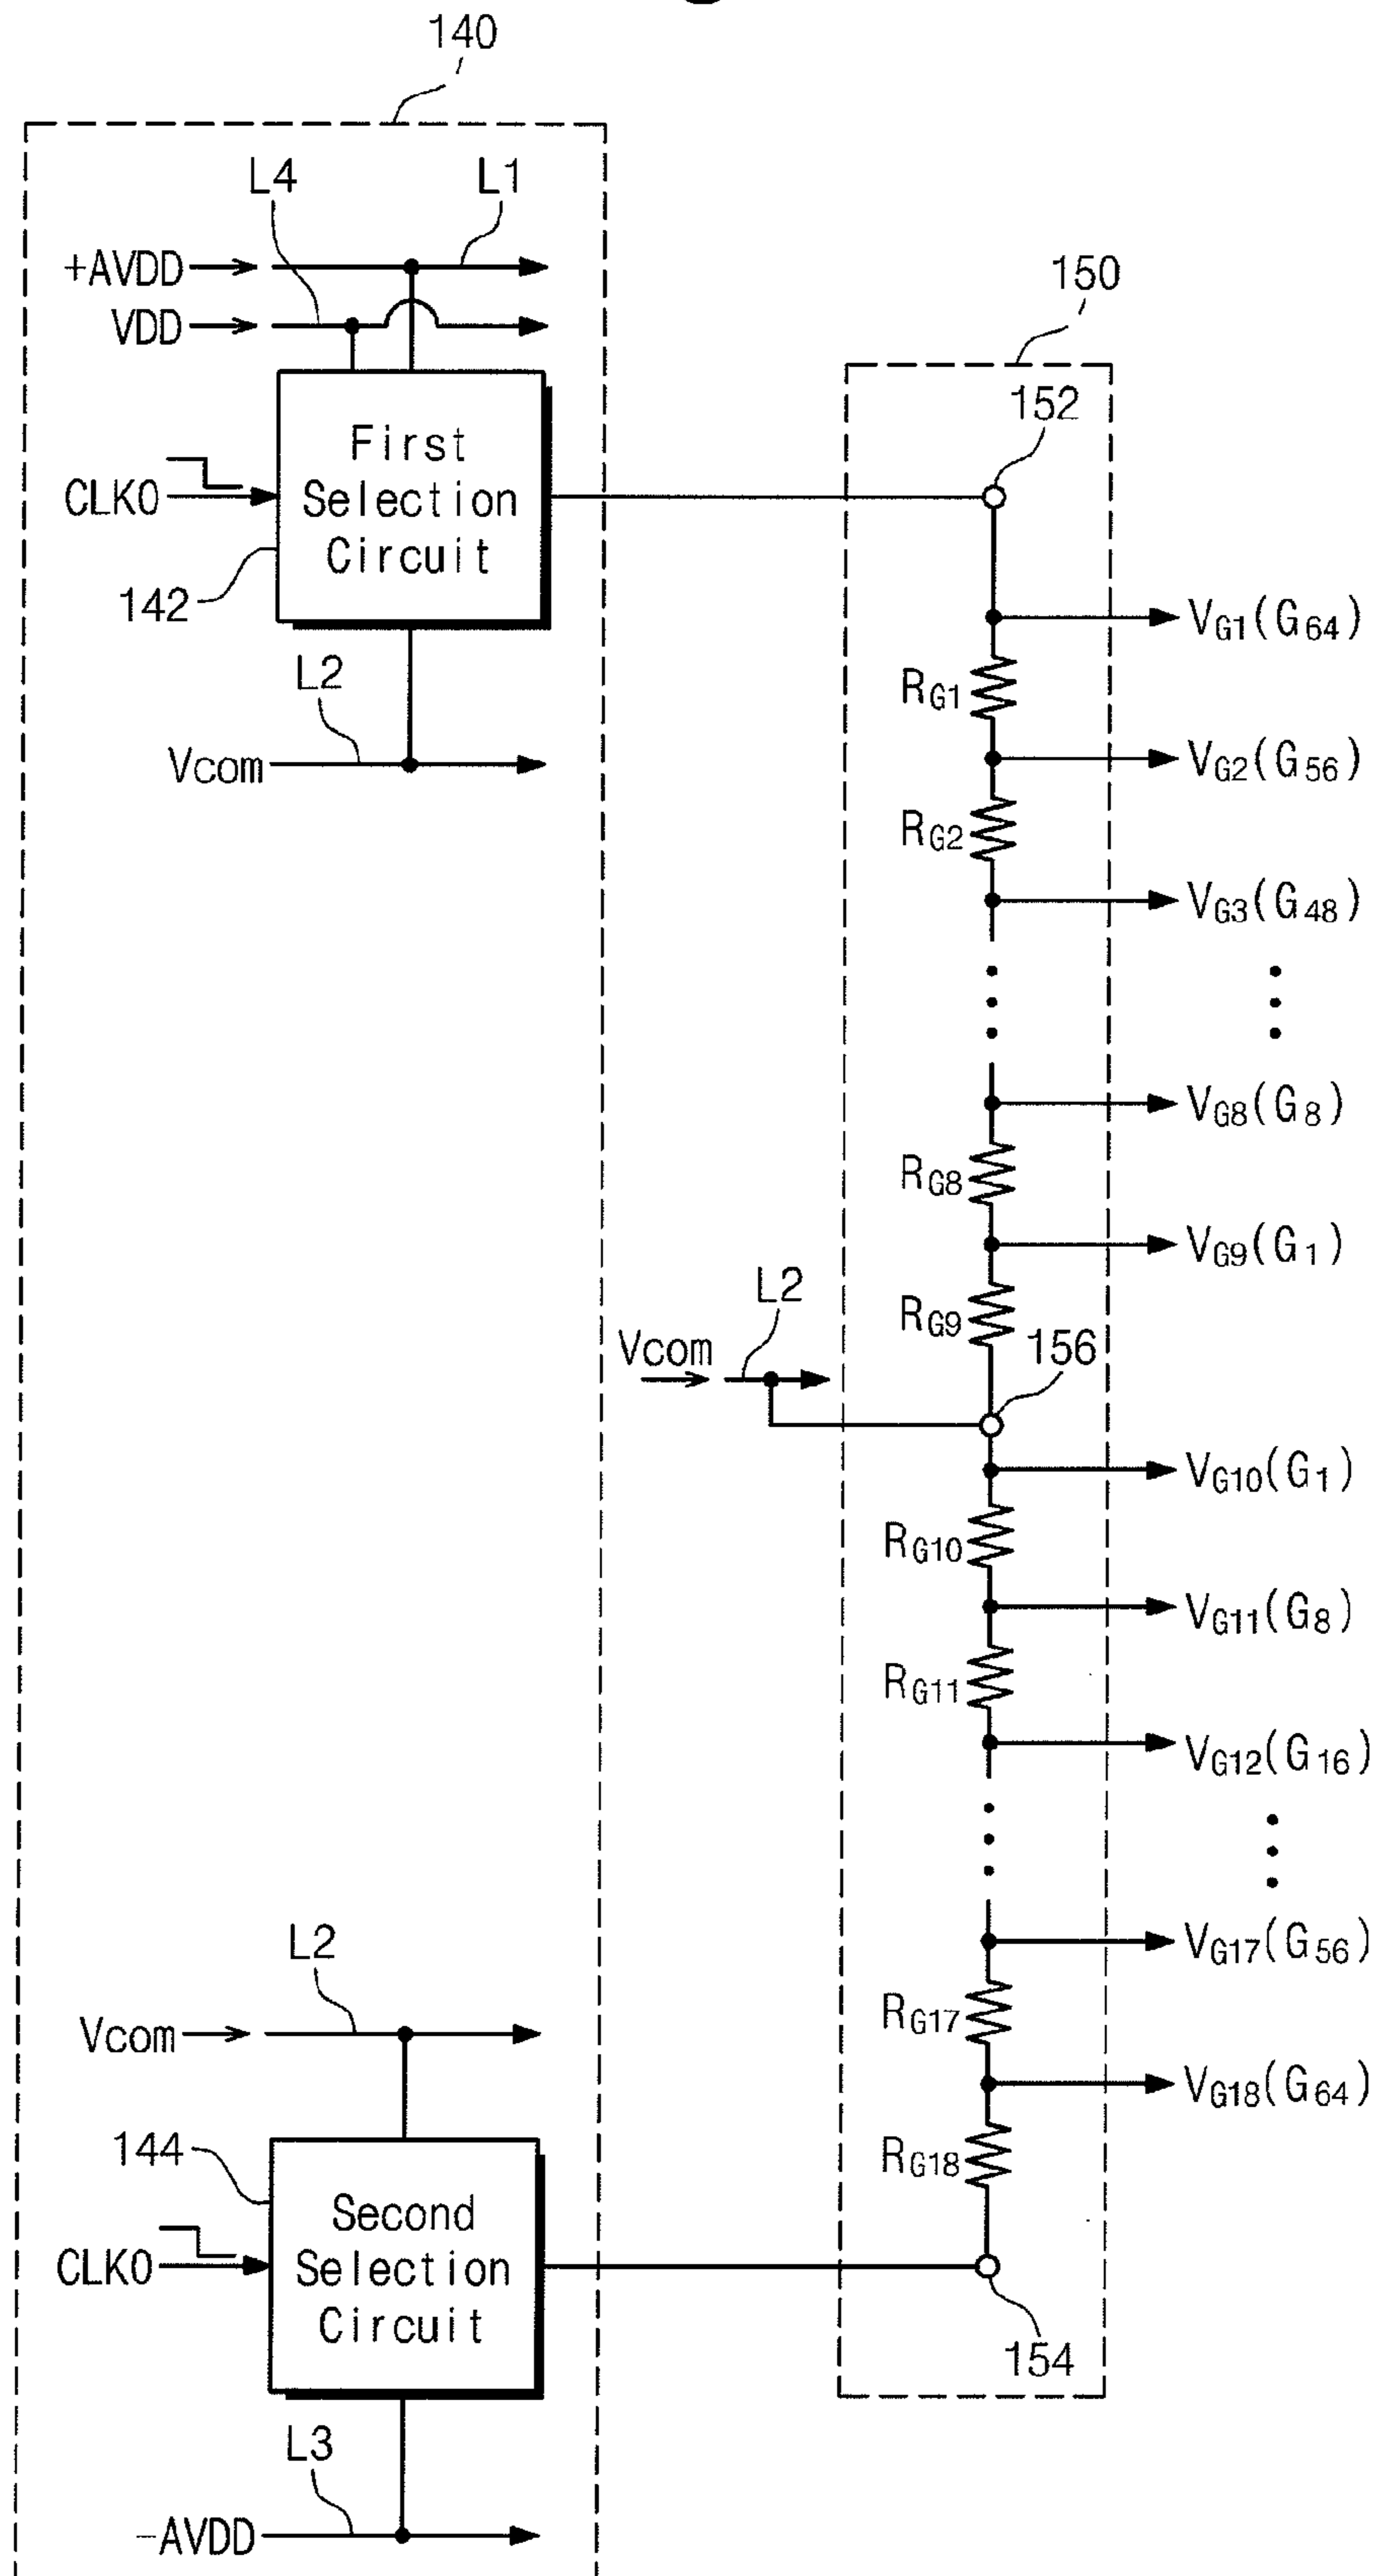 140
L4
L1
+AVDD
VDD
150
152
First
Selection
Circuit
CLKO
142
VG1(G64)
RG1
L2
Vcom
VG2(G56)
RG2
VG3(G48)
VG8(G8)
RG8
VG9(G1)
L2
RG9
Vcom
156
VG10(G1)
RG10
VG11(G8)
RG11
VG12(G16)
L2
VG17(G56)
RG17
Vcom
VG18(G64)
144
RG18
Second
Selection
Circuit
CLKO
154
L3
-AVDD